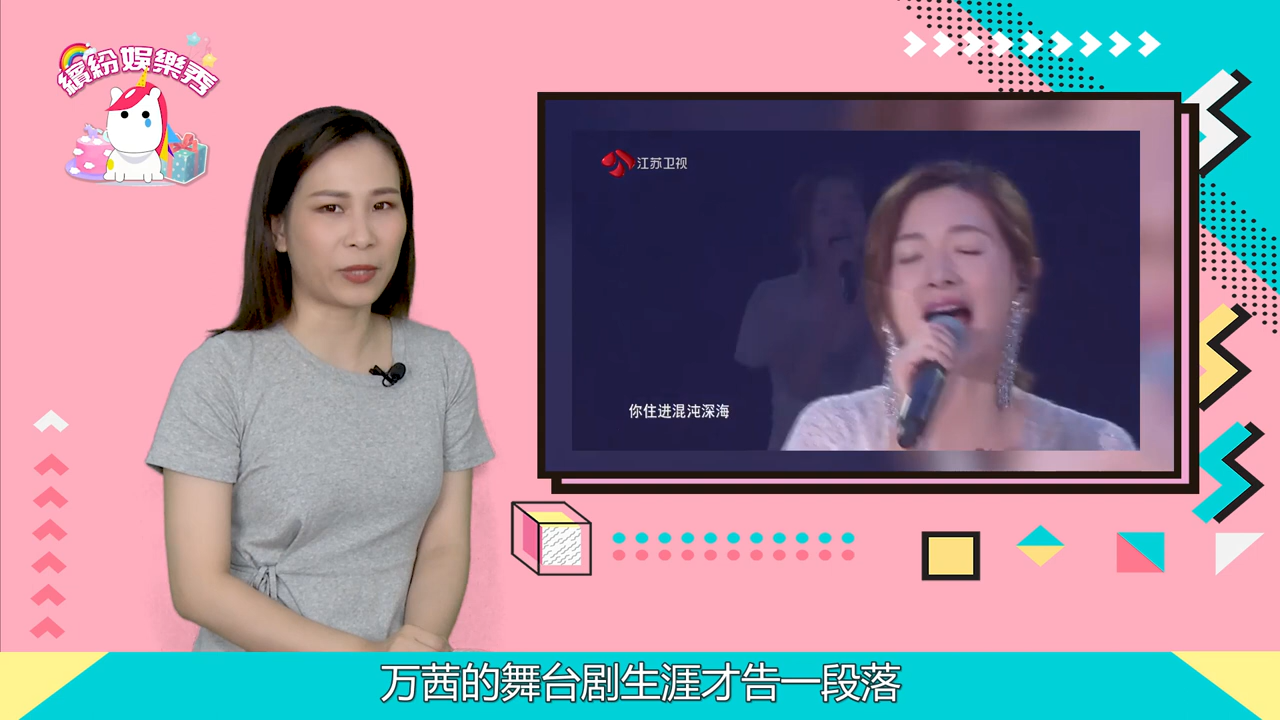 繽紛娛樂秀
江苏卫视
你住进混沌深海
万茜的舞台剧生涯才告一段落